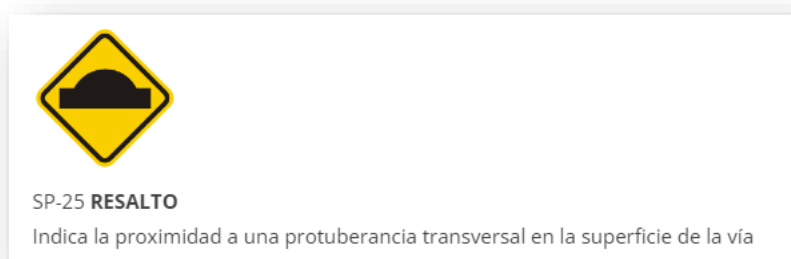 SP-25 RESALTO
Indica la proximidad a una protuberancia transversal en la superficie de la vía